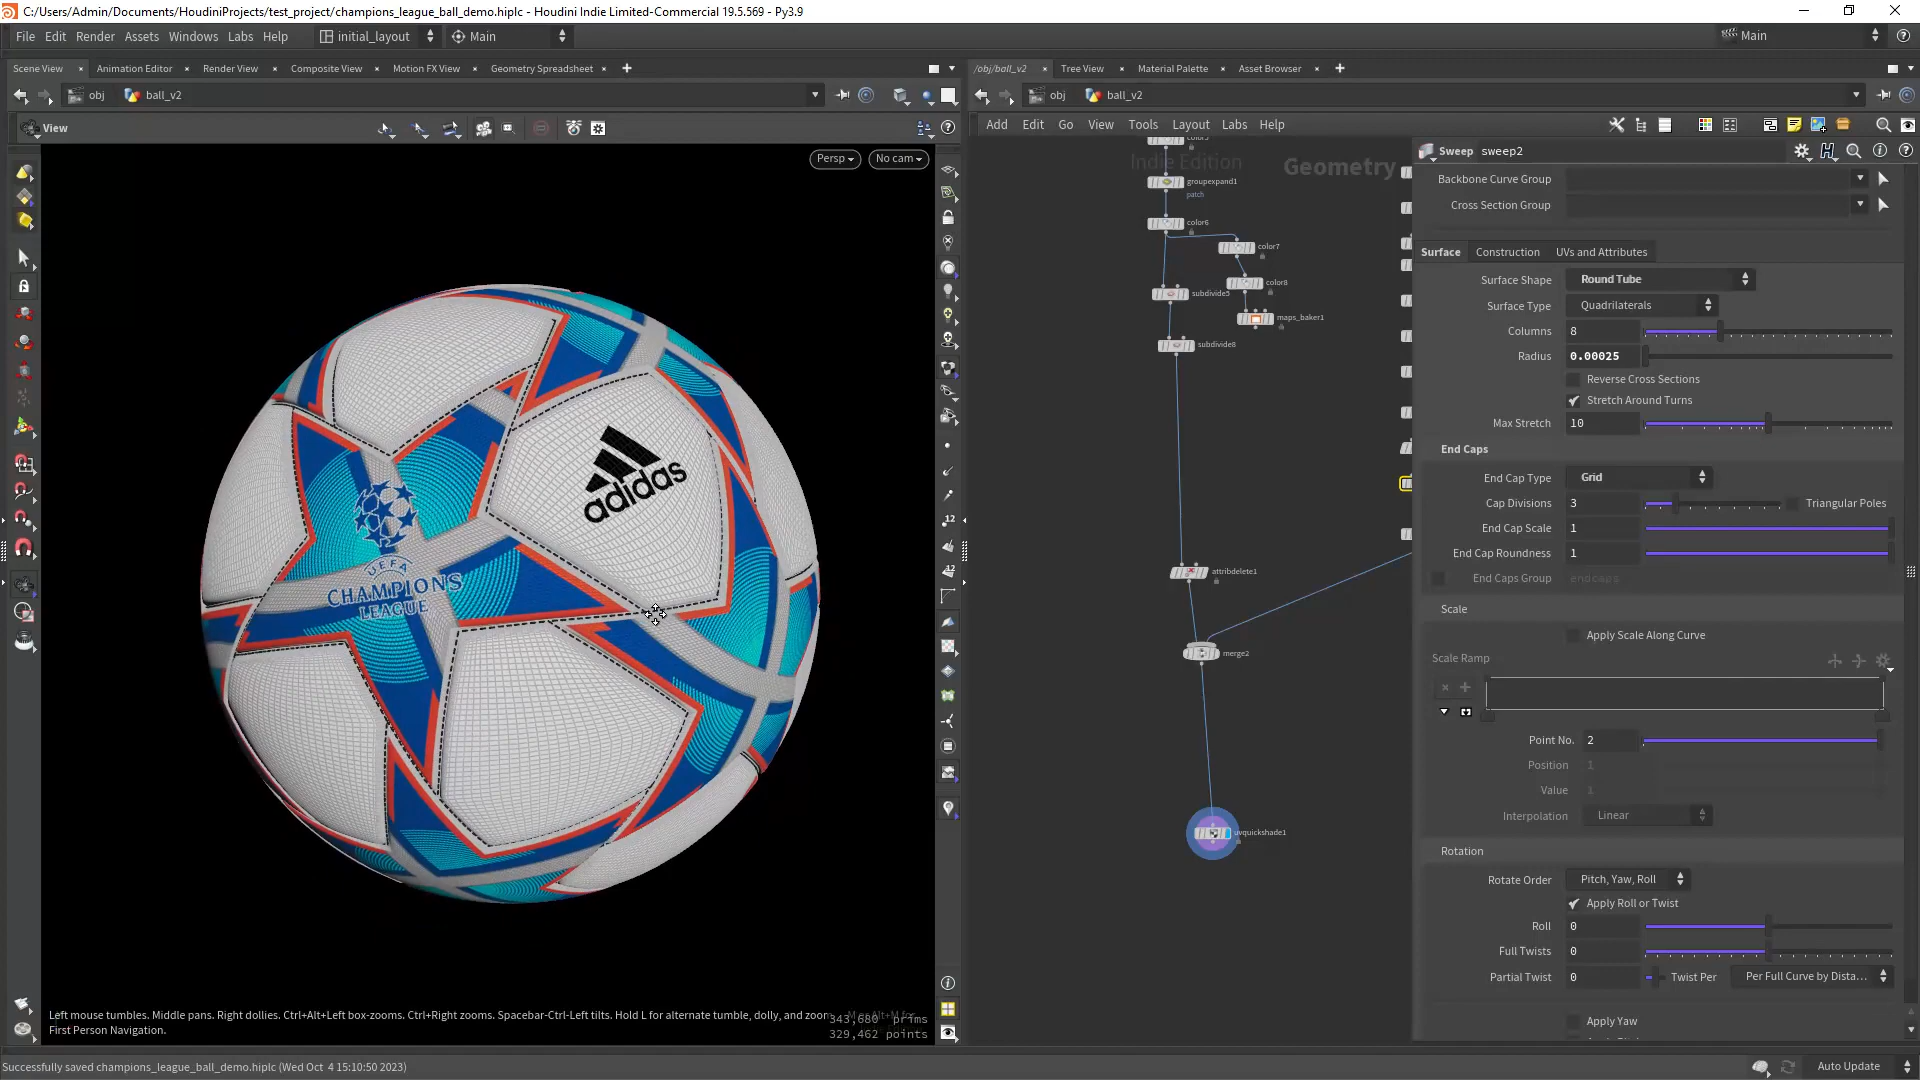 C:/Users/Admin/Documents/HoudiniProjects/test_project/champions_league_ball_demo.hiplc - Houdini Indie Limited-Commercial 19.5.569 - Py3.9
File Edit Render Assets Windows Labs Help initial_layout Main Main
Scene View Animation Editor Render View Composite View Motion FX View Geometry Spreadsheet
obj ball_v2
View
Persp No cam
adidas
UEFA
CHAMPIONS
LEAGUE
12
12
Left mouse tumbles. Middle pans. Right dollies. Ctrl+Alt+Left box-zooms. Ctrl+Right zooms. Spacebar-Ctrl-Left tilts. Hold L for alternate tumble, dolly, and zoom.
First Person Navigation.
343,680 prims
329,462 points
/obj/ball_v2 Tree View Material Palette Asset Browser
obj ball_v2
Add Edit Go View Tools Layout Labs Help
Indie Edition Geometry
groupexpand1
patch
color6
color7
color8
subdivide5
maps_baker1
subdivide8
attribdelete1
merge2
uvquickshade1
Sweep sweep2
Backbone Curve Group
Cross Section Group
Surface Construction UVs and Attributes
Surface Shape Round Tube
Surface Type Quadrilaterals
Columns 8
Radius 0.00025
Reverse Cross Sections
Stretch Around Turns
Max Stretch 10
End Caps
End Cap Type Grid
Cap Divisions 3 Triangular Poles
End Cap Scale 1
End Cap Roundness 1
End Caps Group endcaps
Scale
Apply Scale Along Curve
Scale Ramp
Point No. 2
Position 1
Value 1
Interpolation Linear
Rotation
Rotate Order Pitch, Yaw, Roll
Apply Roll or Twist
Roll 0
Full Twists 0
Partial Twist 0 Twist Per Per Full Curve by Dista...
Apply Yaw
Successfully saved champions_league_ball_demo.hiplc (Wed Oct 4 15:10:50 2023)
Auto Update